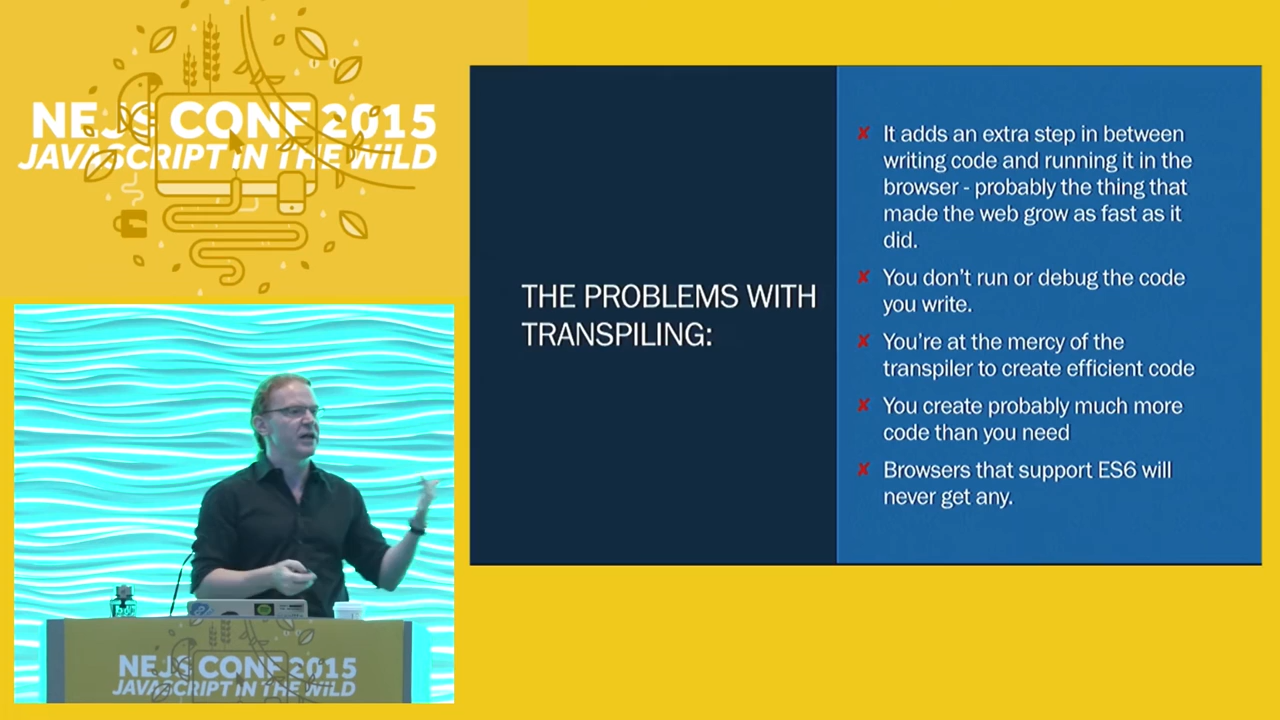 NEJS CONF 2015
JAVASCRIPT IN THE WILD
THE PROBLEMS WITH
TRANSPILING:
✘ It adds an extra step in between
writing code and running it in the
browser - probably the thing that
made the web grow as fast as it
did.
✘ You don't run or debug the code
you write.
✘ You're at the mercy of the
transpiler to create efficient code
✘ You create probably much more
code than you need
✘ Browsers that support ES6 will
never get any.
NEJS CONF 2015
JAVASCRIPT IN THE WILD